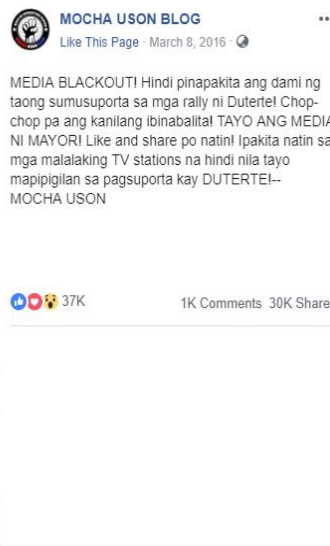 MOCHA USON BLOG
Like This Page · March 8, 2016 ·
MEDIA BLACKOUT! Hindi pinapakita ang dami ng
taong sumusuporta sa mga rally ni Duterte! Chop-
chop pa ang kanilang ibinabalita! TAYO ANG MEDIA
NI MAYOR! Like and share po natin! Ipakita natin sa
mga malalaking TV stations na hindi nila tayo
mapipigilan sa pagsuporta kay DUTERTE!--
MOCHA USON
37K 1K Comments 30K Share